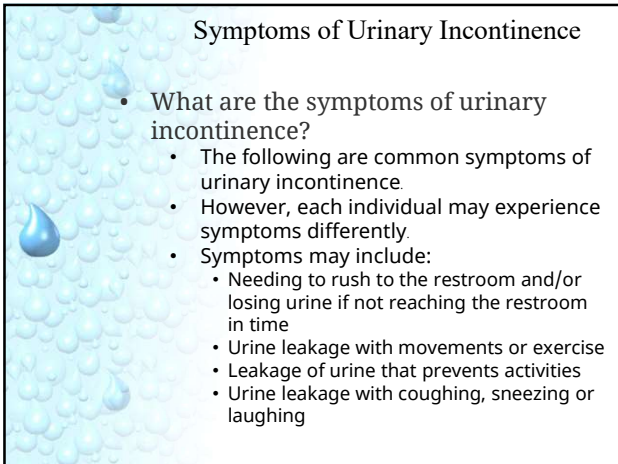 Symptoms of Urinary Incontinence
• What are the symptoms of urinary
incontinence?
• The following are common symptoms of
urinary incontinence.
• However, each individual may experience
symptoms differently.
• Symptoms may include:
• Needing to rush to the restroom and/or
losing urine if not reaching the restroom
in time
• Urine leakage with movements or exercise
• Leakage of urine that prevents activities
• Urine leakage with coughing, sneezing or
laughing